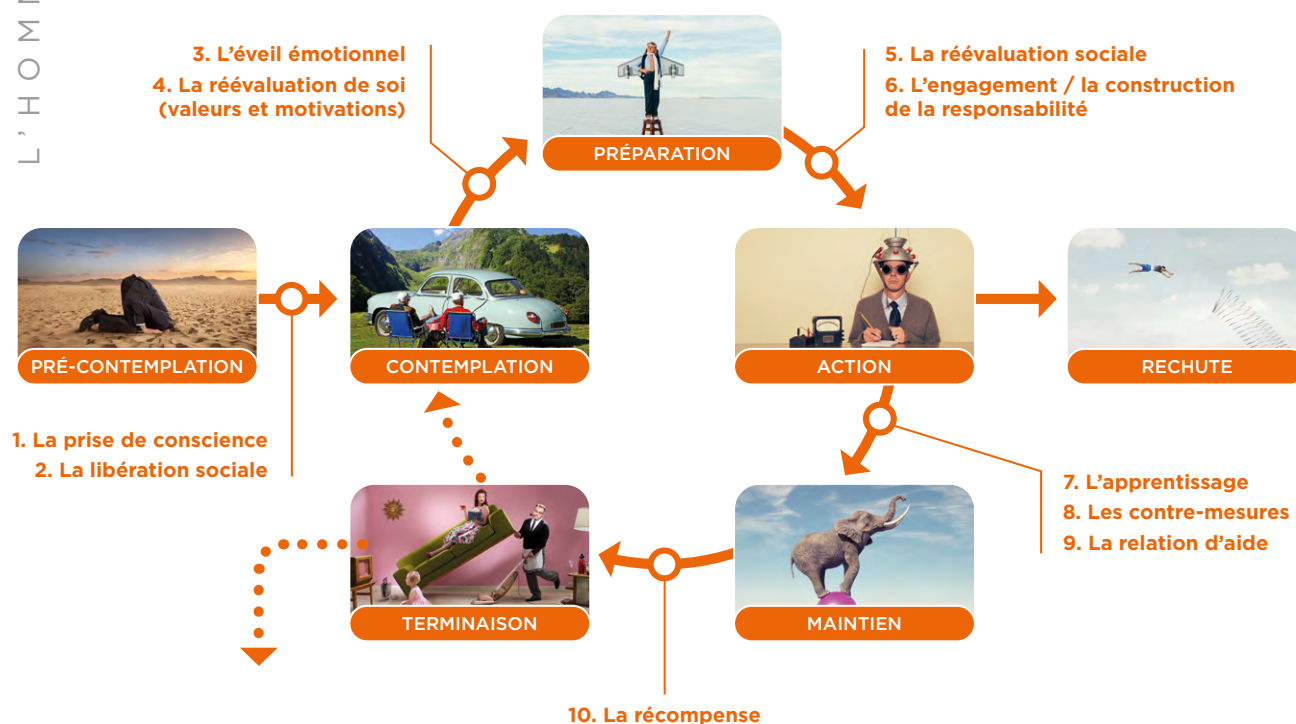 L'HOMM
3. L'éveil émotionnel
4. La réévaluation de soi
(valeurs et motivations)
PRÉPARATION
5. La réévaluation sociale
6. L'engagement / la construction
de la responsabilité
PRÉ-CONTEMPLATION
CONTEMPLATION
ACTION
RECHUTE
1. La prise de conscience
2. La libération sociale
7. L'apprentissage
8. Les contre-mesures
9. La relation d'aide
TERMINAISON
MAINTIEN
10. La récompense